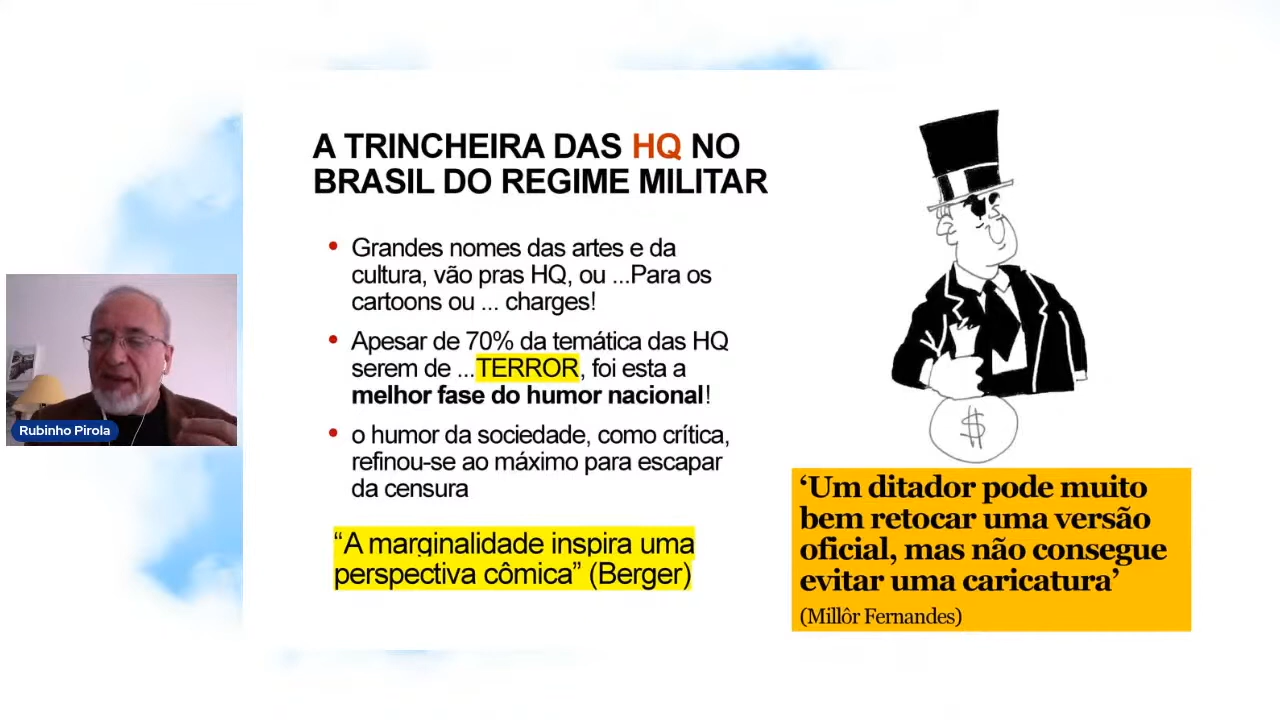 A TRINCHEIRA DAS HQ NO
BRASIL DO REGIME MILITAR
• Grandes nomes das artes e da
cultura, vão pras HQ, ou ...Para os
cartoons ou ... charges!
• Apesar de 70% da temática das HQ
serem de ...TERROR, foi esta a
melhor fase do humor nacional!
• o humor da sociedade, como crítica,
refinou-se ao máximo para escapar
da censura
“A marginalidade inspira uma
perspectiva cômica” (Berger)
$
‘Um ditador pode muito
bem retocar uma versão
oficial, mas não consegue
evitar uma caricatura’
(Millôr Fernandes)
Rubinho Pirola